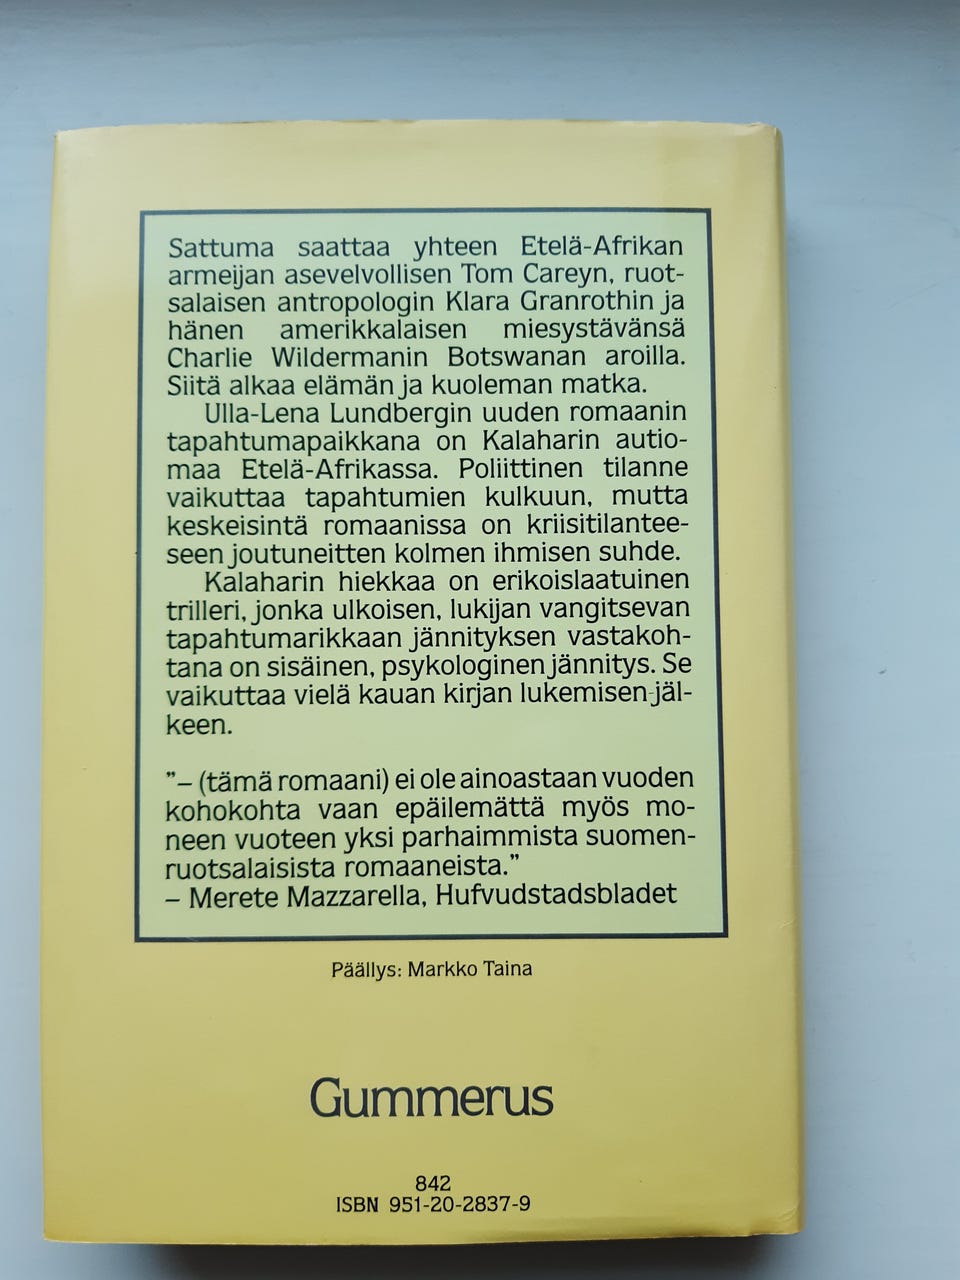 Sattuma saattaa yhteen Etelä-Afrikan
armeijan asevelvollisen Tom Careyn, ruot-
salaisen antropologin Klara Granrothin ja
hänen amerikkalaisen miesystävänsä
Charlie Wildermanin Botswanan aroilla.
Siitä alkaa elämän ja kuoleman matka.
Ulla-Lena Lundbergin uuden romaanin
tapahtumapaikkana on Kalaharin autio-
maa Etelä-Afrikassa. Poliittinen tilanne
vaikuttaa tapahtumien kulkuun, mutta
keskeisintä romaanissa on kriisitilantee-
seen joutuneitten kolmen ihmisen suhde.
Kalaharin hiekkaa on erikoislaatuinen
trilleri, jonka ulkoisen, lukijan vangitsevan
tapahtumarikkaan jännityksen vastakoh-
tana on sisäinen, psykologinen jännitys. Se
vaikuttaa vielä kauan kirjan lukemisen jäl-
keen.
"– (tämä romaani) ei ole ainoastaan vuoden
kohokohta vaan epäilemättä myös mo-
neen vuoteen yksi parhaimmista suomen-
ruotsalaisista romaaneista."
– Merete Mazzarella, Hufvudstadsbladet
Päällys: Markko Taina
Gummerus
842
ISBN 951-20-2837-9